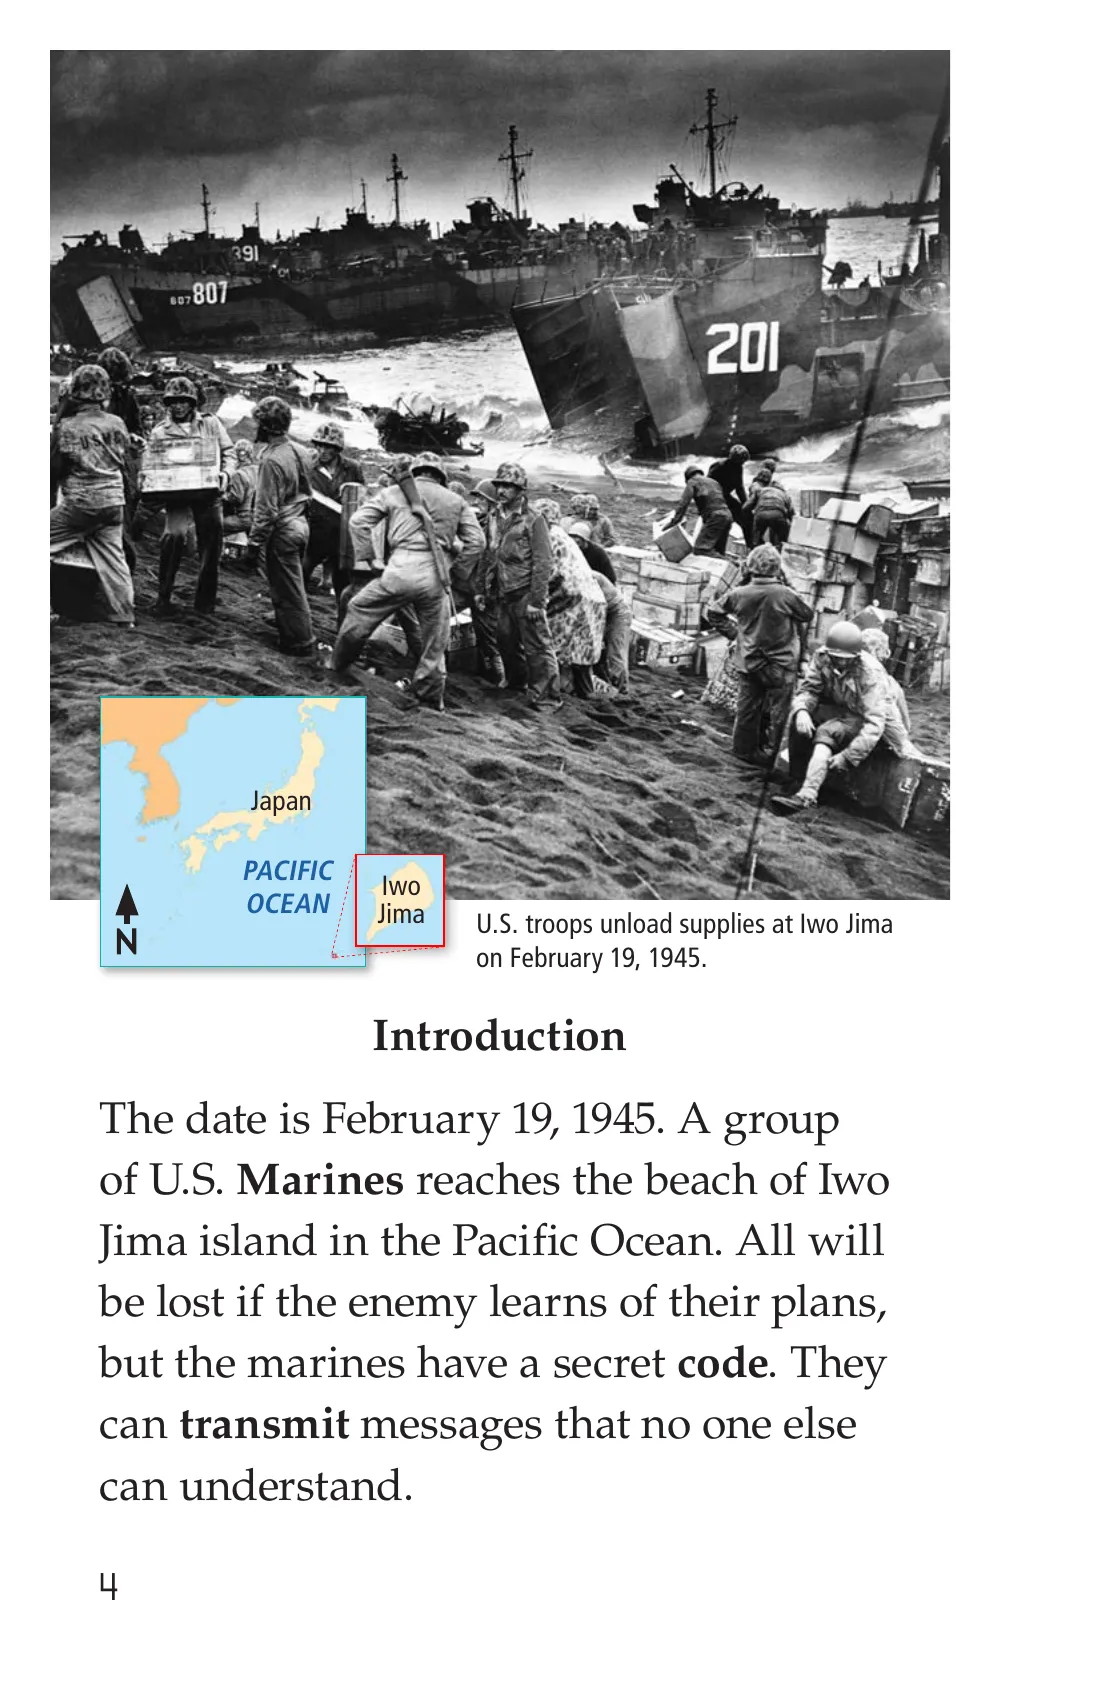 391
607 807
201
USMC
Japan
PACIFIC
OCEAN
N
Iwo
Jima
U.S. troops unload supplies at Iwo Jima
on February 19, 1945.
Introduction
The date is February 19, 1945. A group
of U.S. Marines reaches the beach of Iwo
Jima island in the Pacific Ocean. All will
be lost if the enemy learns of their plans,
but the marines have a secret code. They
can transmit messages that no one else
can understand.
4